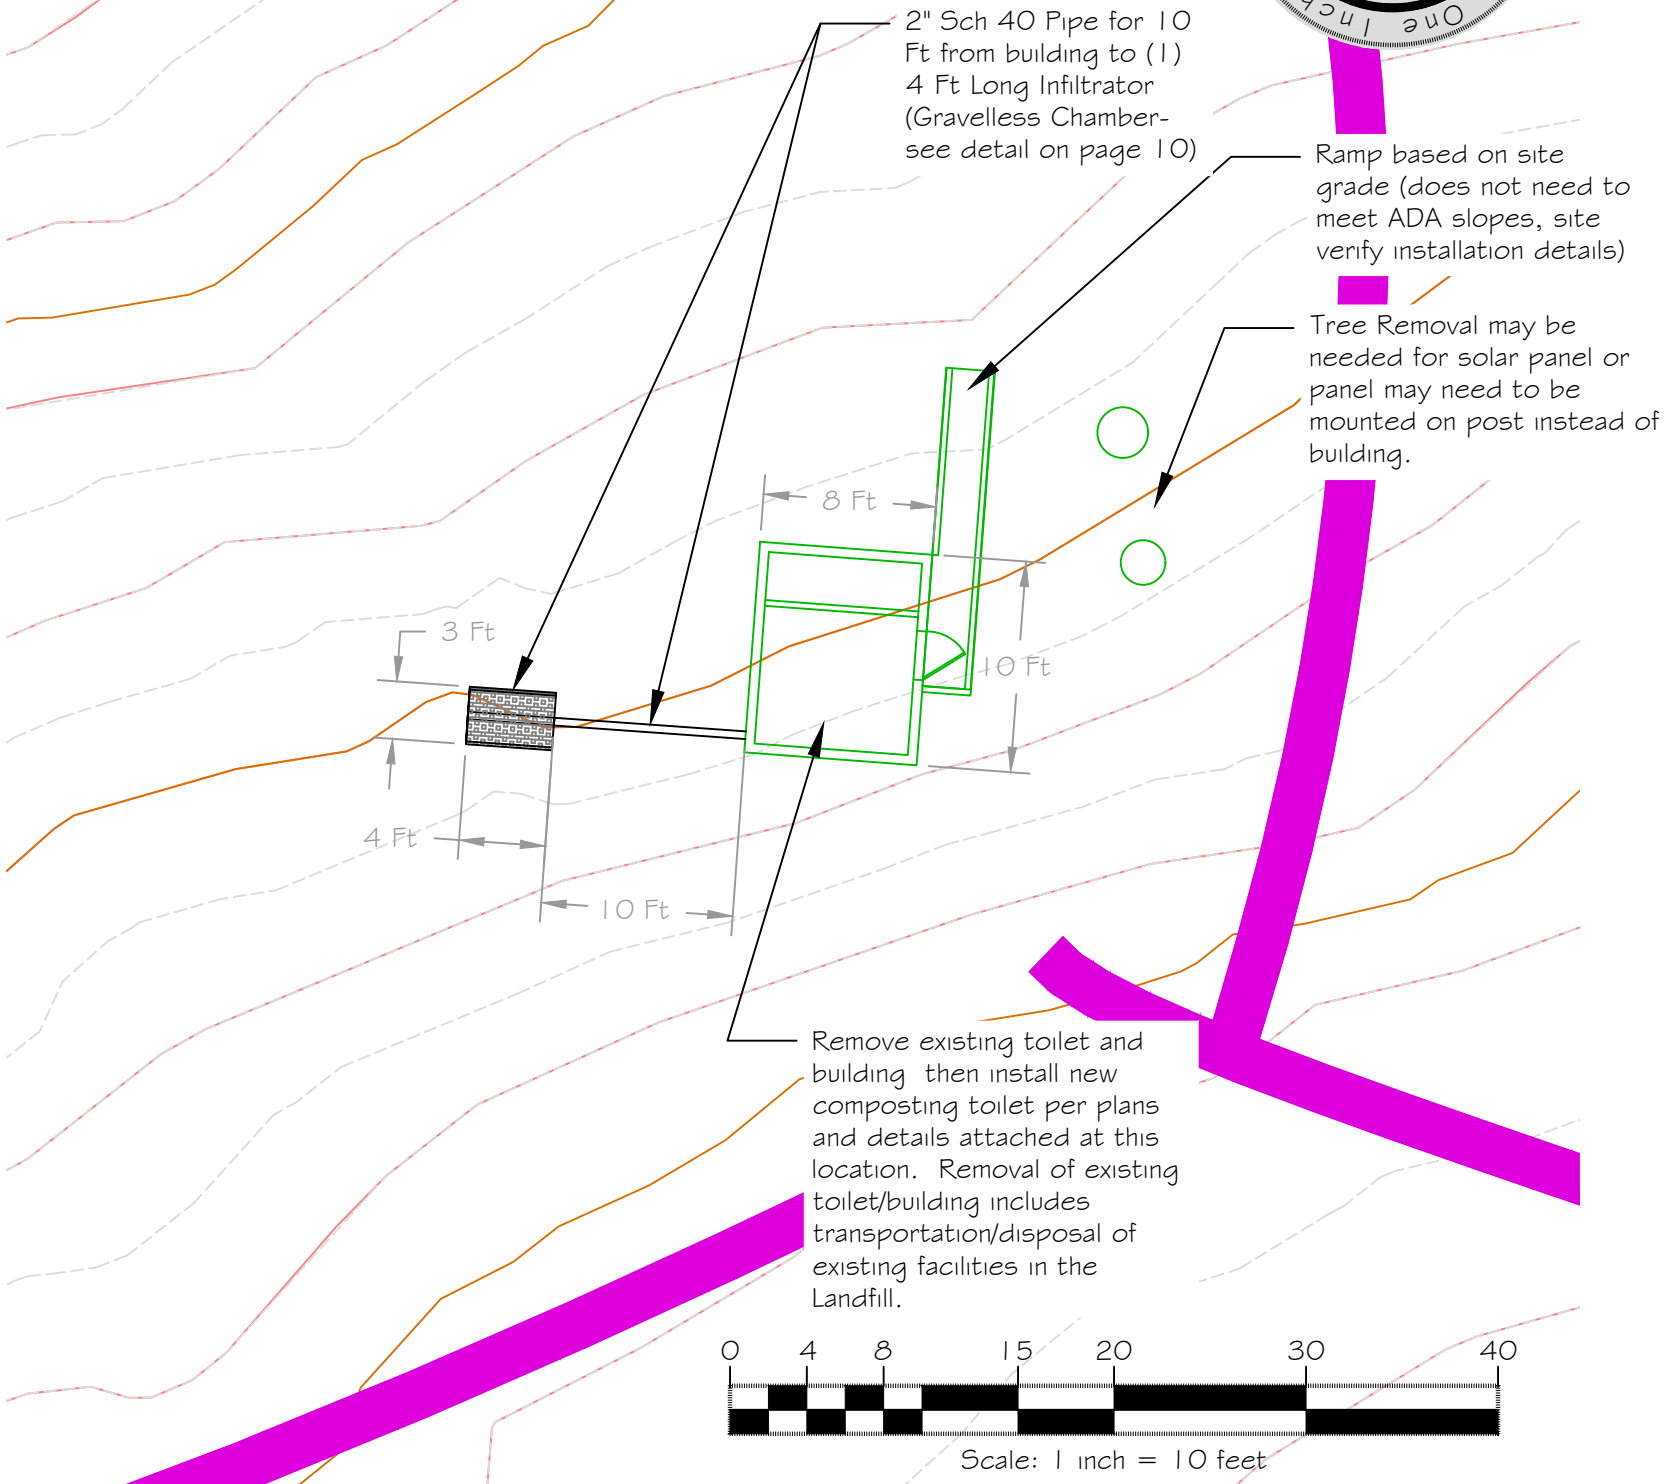 One Inch
2" Sch 40 Pipe for 10
Ft from building to (1)
4 Ft Long Infiltrator
(Gravelless Chamber-
see detail on page 10)
Ramp based on site
grade (does not need to
meet ADA slopes, site
verify installation details)
Tree Removal may be
needed for solar panel or
panel may need to be
mounted on post instead of
building.
8 Ft
3 Ft
10 Ft
4 Ft
10 Ft
Remove existing toilet and
building then install new
composting toilet per plans
and details attached at this
location. Removal of existing
toilet/building includes
transportation/disposal of
existing facilities in the
Landfill.
0 4 8 15 20 30 40
Scale: 1 inch = 10 feet